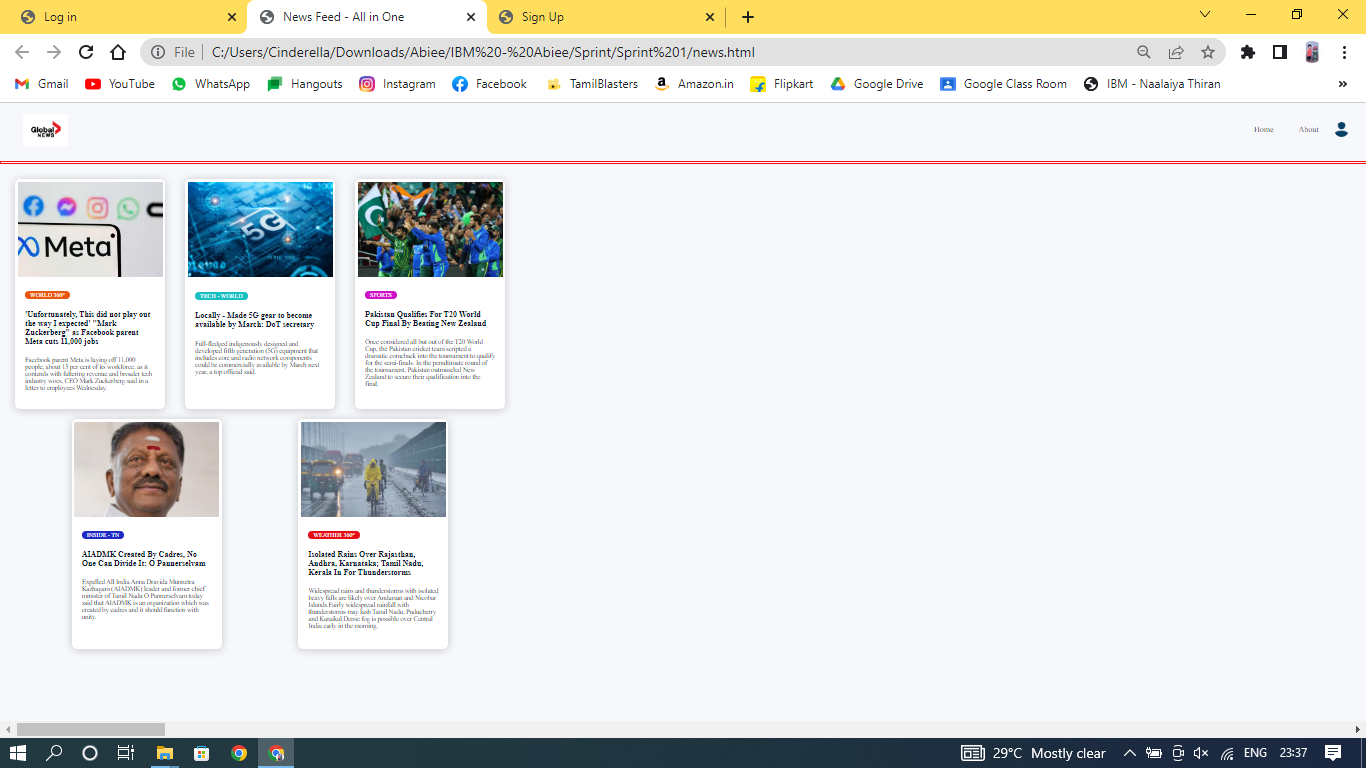 Log in
News Feed - All in One
Sign Up
File
C:/Users/Cinderella/Downloads/Abiee/IBM%20-%20Abiee/Sprint/Sprint%201/news.html
Gmail
YouTube
WhatsApp
Hangouts
Instagram
Facebook
TamilBlasters
Amazon.in
Flipkart
Google Drive
Google Class Room
IBM - Naalaiya Thiran
Global
NEWS
Home
About
Meta
WORLD 360°
'Unfortunately, This did not play out
the way I expected' "Mark
Zuckerberg" as Facebook parent
Meta cuts 11,000 jobs
Facebook parent Meta is laying off 11,000
people, about 13 per cent of its workforce, as it
contends with faltering revenue and broader tech
industry woes, CEO Mark Zuckerberg said in a
letter to employees Wednesday.
5G
TECH - WORLD
Locally - Made 5G gear to become
available by March: DoT secretary
Full-fledged indigenously designed and
developed fifth generation (5G) equipment that
includes core and radio network components
could be commercially available by March next
year, a top official said.
SPORTS
Pakistan Qualifies For T20 World
Cup Final By Beating New Zealand
Once considered all but out of the T20 World
Cup, the Pakistan cricket team scripted a
dramatic comeback into the tournament to qualify
for the semi-finals. In the penultimate round of
the tournament, Pakistan outmuscled New
Zealand to secure their qualification into the
final.
INSIDE - TN
AIADMK Created By Cadres, No
One Can Divide It: O Pannerselvam
Expelled All India Anna Dravida Munnetra
Kazhagam (AIADMK) leader and former chief
minister of Tamil Nadu O Pannerselvam today
said that AIADMK is an organization which was
created by cadres and it should function with
unity.
WEATHER 360°
Isolated Rains Over Rajasthan,
Andhra, Karnataka; Tamil Nadu,
Kerala In For Thunderstorms
Widespread rains and thunderstorms with isolated
heavy falls are likely over Andaman and Nicobar
Islands.Fairly widespread rainfall with
thunderstorms may lash Tamil Nadu, Puducherry
and Karaikal.Dense fog is possible over Central
India early in the morning.
29°C Mostly clear
ENG
23:37